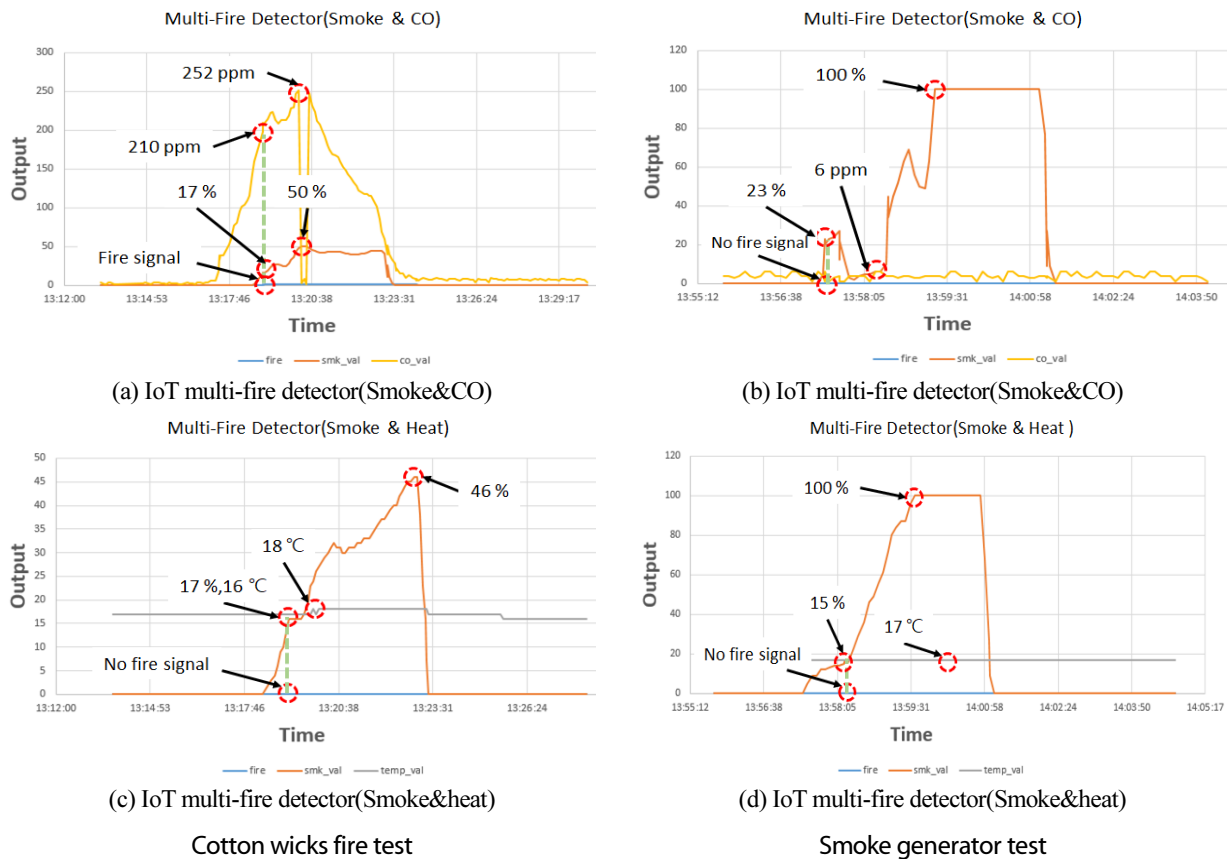 Multi-Fire Detector(Smoke & CO)
300
250
200
150
100
50
0
Output
252 ppm
210 ppm
17 %
50 %
Fire signal
13:12:00 13:14:53 13:17:46 13:20:38 13:23:31 13:26:24 13:29:17
Time
fire smk_val co_val
(a) IoT multi-fire detector(Smoke&CO)
Multi-Fire Detector(Smoke & CO)
120
100
80
60
40
20
0
Output
100 %
6 ppm
23 %
No fire signal
13:55:12 13:56:38 13:58:05 13:59:31 14:00:58 14:02:24 14:03:50
Time
fire smk_val co_val
(b) IoT multi-fire detector(Smoke&CO)
Multi-Fire Detector(Smoke & Heat)
50
45
40
35
30
25
20
15
10
5
0
Output
46 %
18 ℃
17 %,16 ℃
No fire signal
13:12:00 13:14:53 13:17:46 13:20:38 13:23:31 13:26:24
Time
fire smk_val temp_val
(c) IoT multi-fire detector(Smoke&heat)
Multi-Fire Detector(Smoke & Heat )
120
100
80
60
40
20
0
Output
100 %
15 %
17 ℃
No fire signal
13:55:12 13:56:38 13:58:05 13:59:31 14:00:58 14:02:24 14:03:50 14:05:17
Time
fire smk_val temp_val
(d) IoT multi-fire detector(Smoke&heat)
Cotton wicks fire test
Smoke generator test